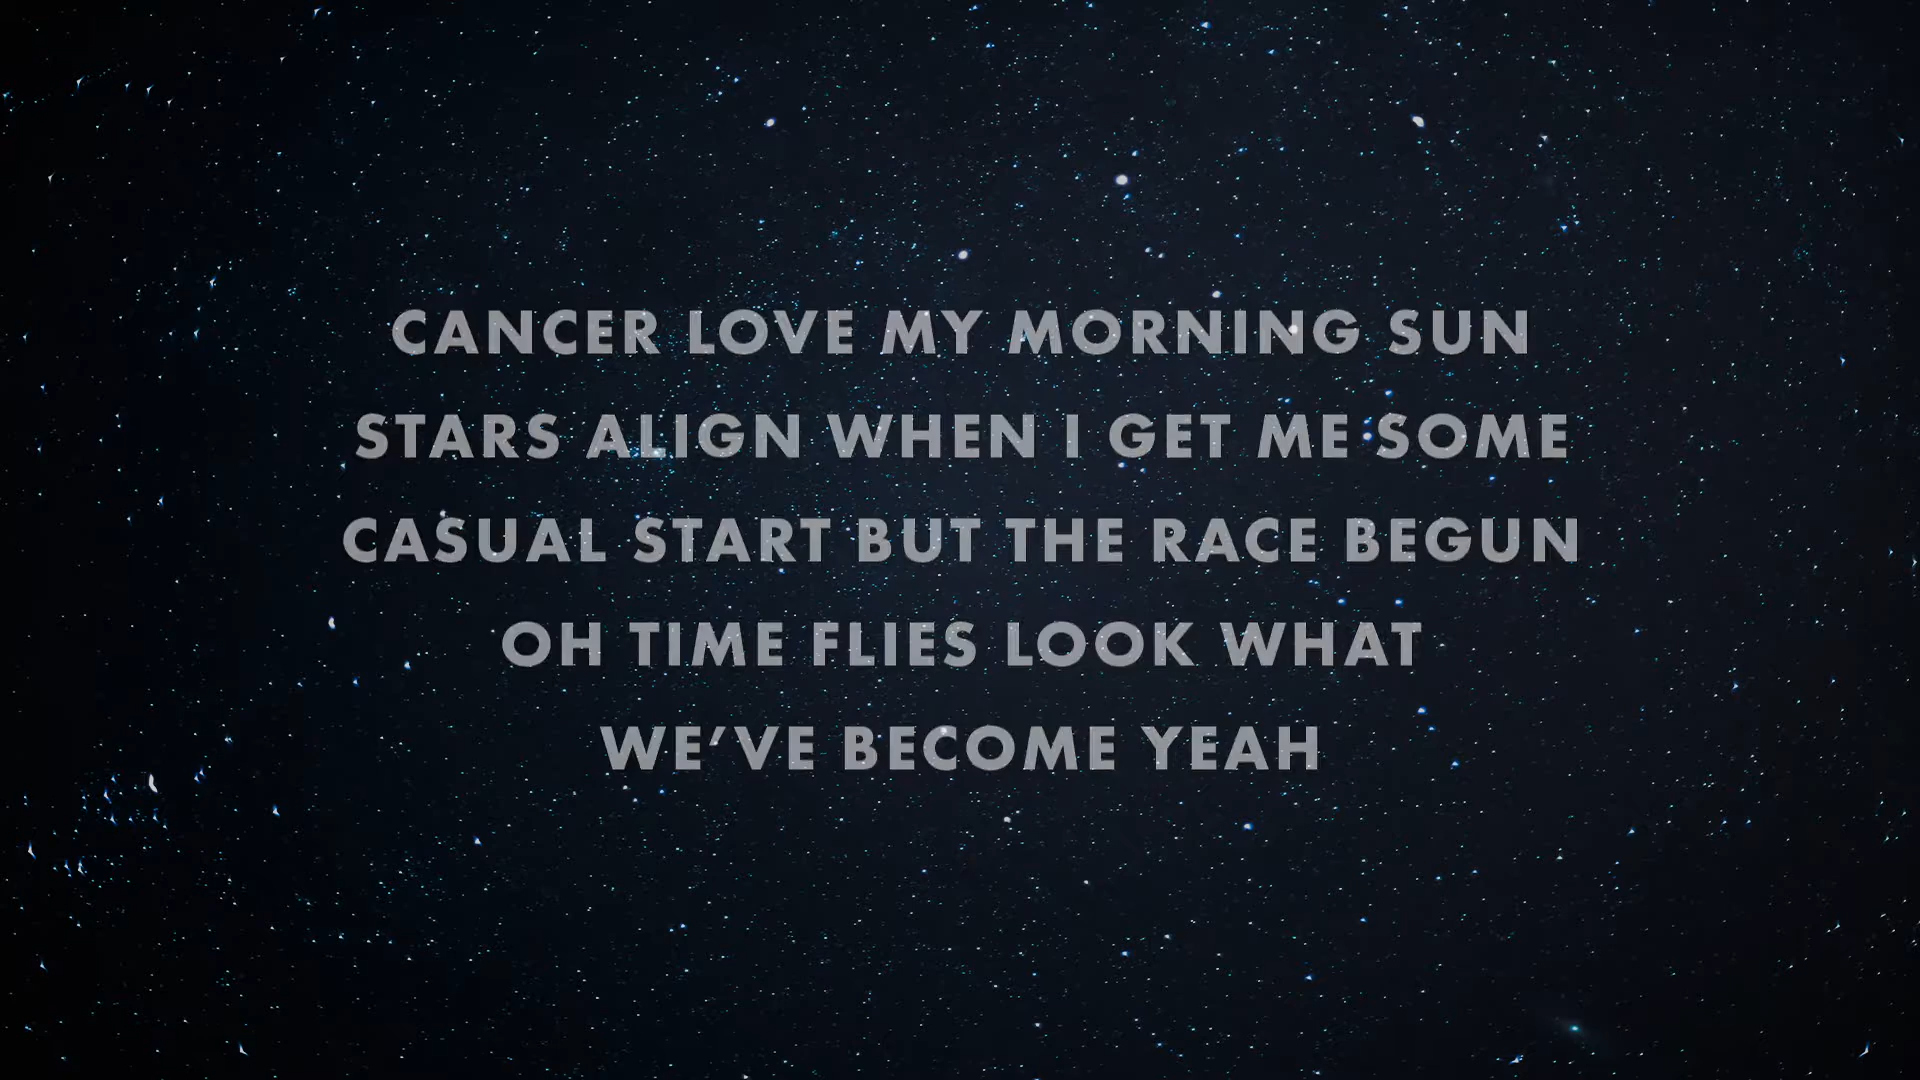 CANCER LOVE MY MORNING SUN
STARS ALIGN WHEN I GET ME SOME
CASUAL START BUT THE RACE BEGUN
OH TIME FLIES LOOK WHAT
WE’VE BECOME YEAH